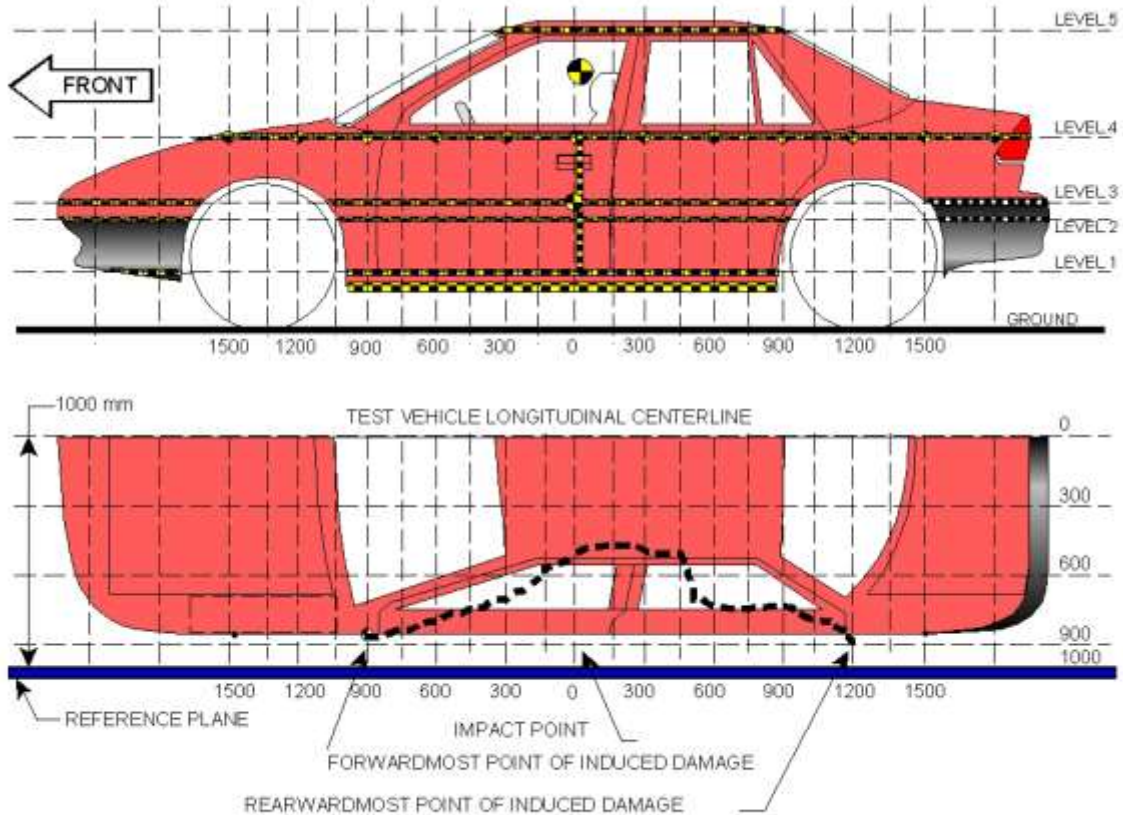 LEVEL 5
FRONT
LEVEL 4
LEVEL 3
LEVEL 2
LEVEL 1
GROUND
1500 1200 900 600 300 0 300 600 900 1200 1500
1000 mm
TEST VEHICLE LONGITUDINAL CENTERLINE
0
300
600
900
1000
1500 1200 900 600 300 0 300 600 900 1200 1500
REFERENCE PLANE
IMPACT POINT
FORWARDMOST POINT OF INDUCED DAMAGE
REARWARDMOST POINT OF INDUCED DAMAGE